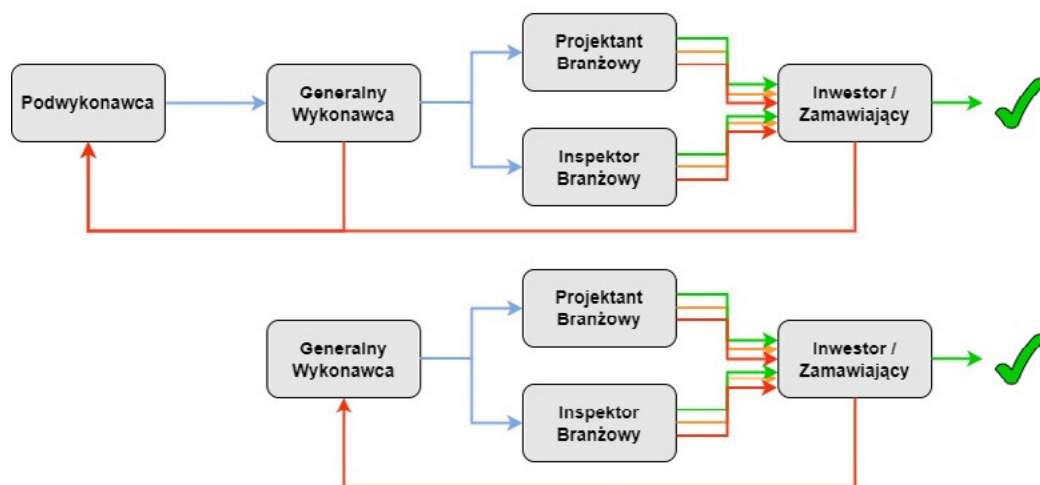 Podwykonawca
Generalny
Wykonawca
Projektant
Branżowy
Inspektor
Branżowy
Inwestor /
Zamawiający
Generalny
Wykonawca
Projektant
Branżowy
Inspektor
Branżowy
Inwestor /
Zamawiający